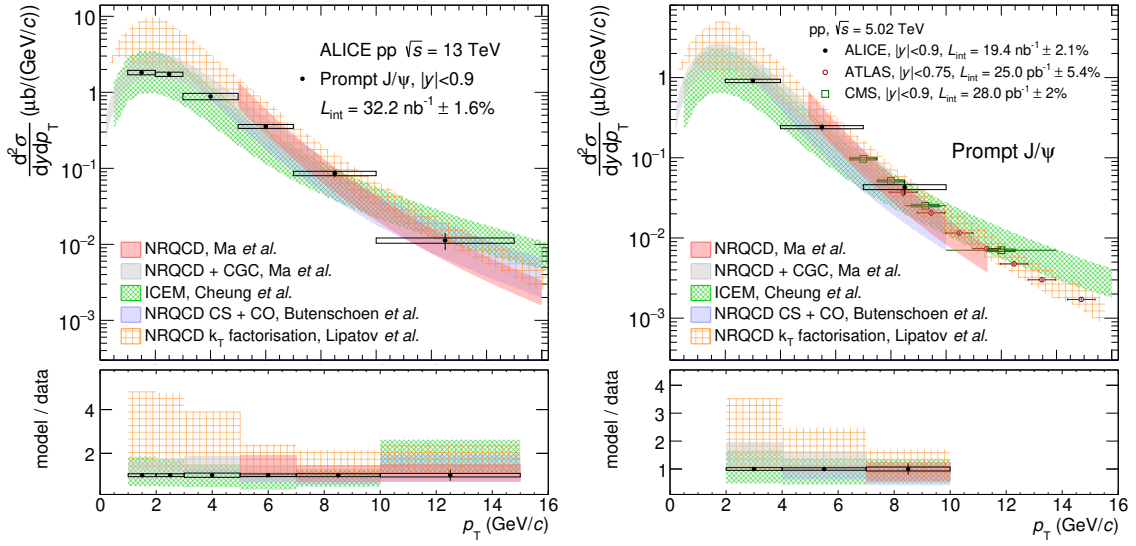 ALICE pp √s = 13 TeV
Prompt J/ψ, |y|<0.9
L_int = 32.2 nb⁻¹ ± 1.6%
d²σ/dydp_T (μb/(GeV/c))
10
1
10⁻¹
10⁻²
10⁻³
NRQCD, Ma et al.
NRQCD + CGC, Ma et al.
ICEM, Cheung et al.
NRQCD CS + CO, Butenschoen et al.
NRQCD k_T factorisation, Lipatov et al.
model / data
4
2
0 2 4 6 8 10 12 14 16
p_T (GeV/c)
pp, √s = 5.02 TeV
ALICE, |y|<0.9, L_int = 19.4 nb⁻¹ ± 2.1%
ATLAS, |y|<0.75, L_int = 25.0 pb⁻¹ ± 5.4%
CMS, |y|<0.9, L_int = 28.0 pb⁻¹ ± 2%
Prompt J/ψ
d²σ/dydp_T (μb/(GeV/c))
10
1
10⁻¹
10⁻²
10⁻³
NRQCD, Ma et al.
NRQCD + CGC, Ma et al.
ICEM, Cheung et al.
NRQCD CS + CO, Butenschoen et al.
NRQCD k_T factorisation, Lipatov et al.
model / data
4
3
2
1
0 2 4 6 8 10 12 14 16
p_T (GeV/c)